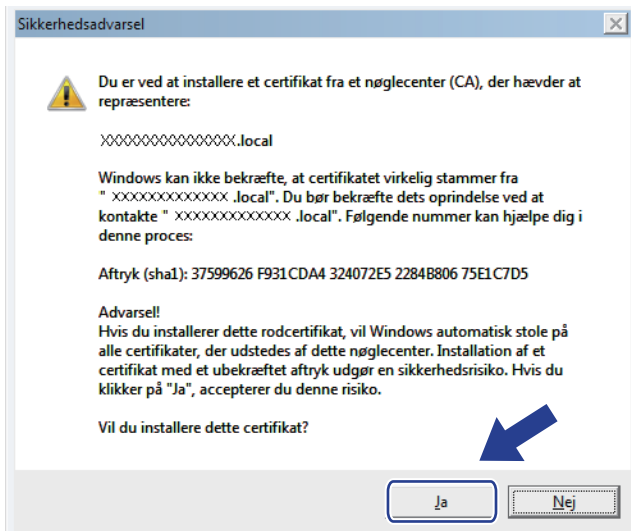 Sikkerhedsadvarsel
Du er ved at installere et certifikat fra et nøglecenter (CA), der hævder at
repræsentere:
XXXXXXXXXXXXXXX.local
Windows kan ikke bekræfte, at certifikatet virkelig stammer fra
" XXXXXXXXXXXXX .local". Du bør bekræfte dets oprindelse ved at
kontakte " XXXXXXXXXXXXX .local". Følgende nummer kan hjælpe dig i
denne proces:
Aftryk (sha1): 37599626 F931CDA4 324072E5 2284B806 75E1C7D5
Advarsel!
Hvis du installerer dette rodcertifikat, vil Windows automatisk stole på
alle certifikater, der udstedes af dette nøglecenter. Installation af et
certifikat med et ubekræftet aftryk udgør en sikkerhedsrisiko. Hvis du
klikker på "Ja", accepterer du denne risiko.
Vil du installere dette certifikat?
Ja
Nej